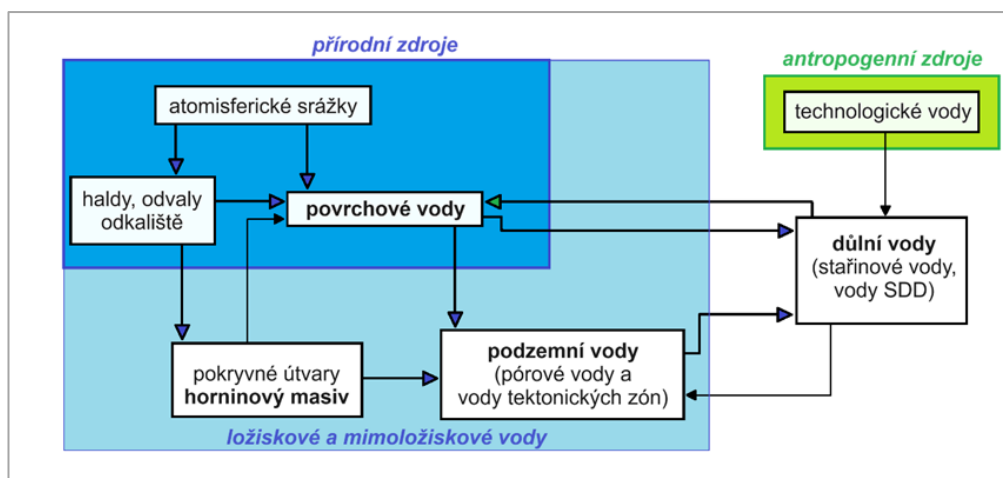 přírodní zdroje
antropogenní zdroje
atomisferické srážky
technologické vody
haldy, odvaly
odkaliště
povrchové vody
důlní vody
(stařinové vody,
vody SDD)
pokryvné útvary
horninový masiv
podzemní vody
(pórové vody a
vody tektonických zón)
ložiskové a mimoložiskové vody